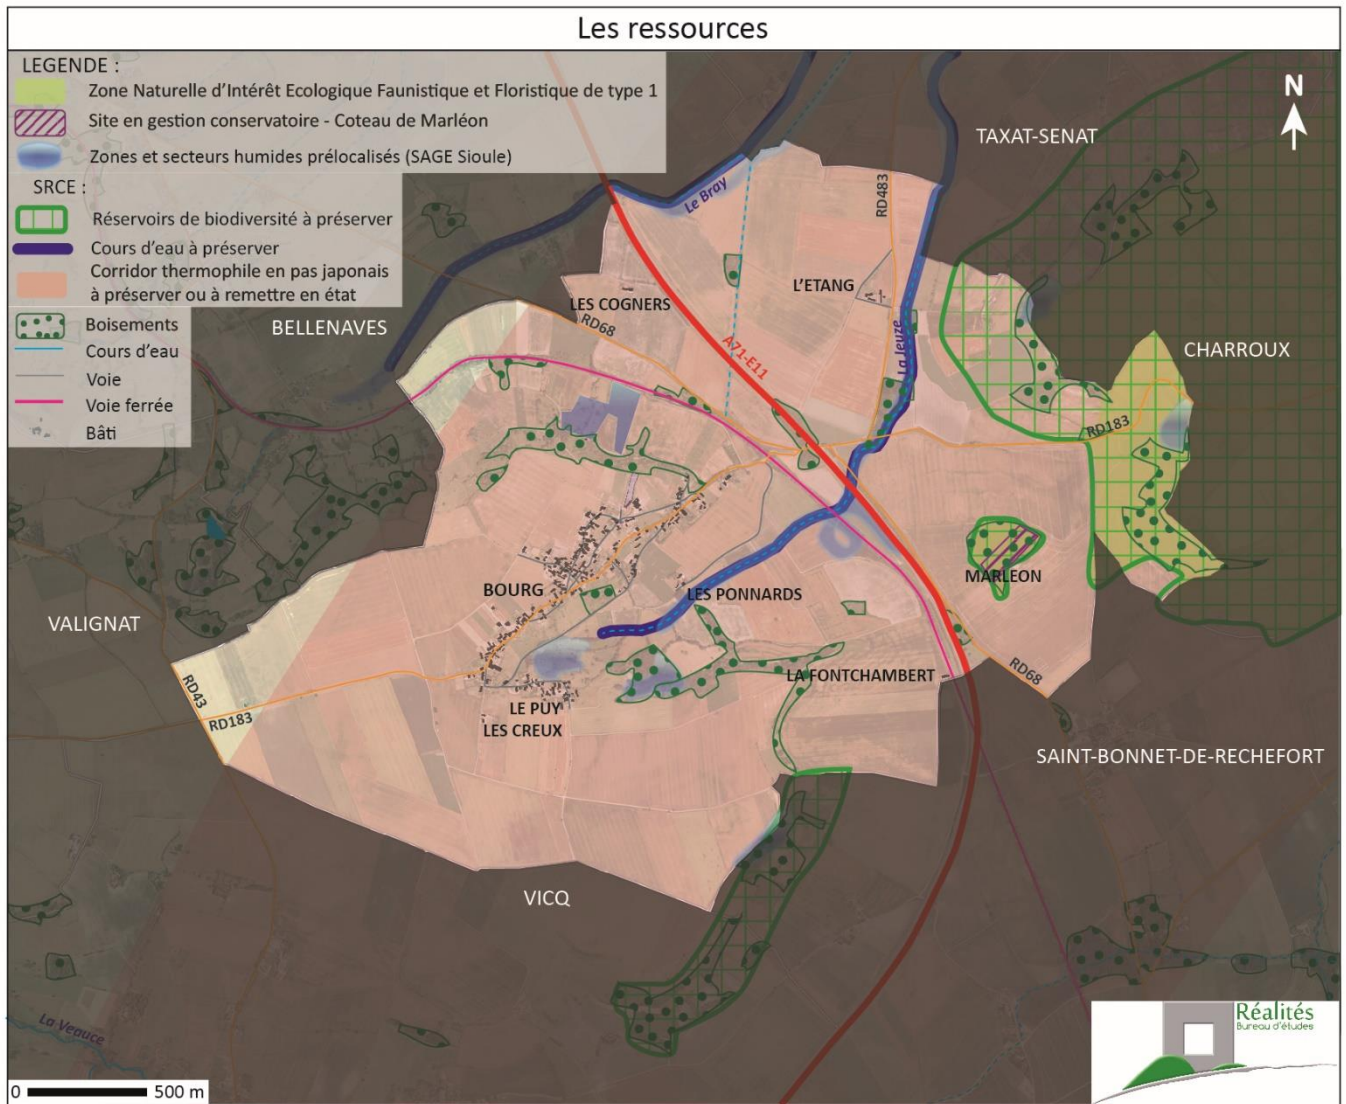 Les ressources
LEGENDE :
Zone Naturelle d'Intérêt Ecologique Faunistique et Floristique de type 1
Site en gestion conservatoire - Coteau de Marléon
Zones et secteurs humides prélocalisés (SAGE Sioule)
SRCE :
Réservoirs de biodiversité à préserver
Cours d'eau à préserver
Corridor thermophile en pas japonais
à préserver ou à remettre en état
Boisements
Cours d'eau
Voie
Voie ferrée
Bâti
N
TAXAT-SENAT
Le Bray
RD483
L'ETANG
LES COGNERS
RD68
BELLENAVES
A71-E11
La Jeuze
CHARROUX
RD183
BOURG
MARLEON
LES PONNARDS
VALIGNAT
LA FONTCHAMBERT
RD68
RD43
RD183
LE PUY
LES CREUX
SAINT-BONNET-DE-RECHEFORT
VICQ
La Veauce
Réalités
Bureau d'études
0 500 m